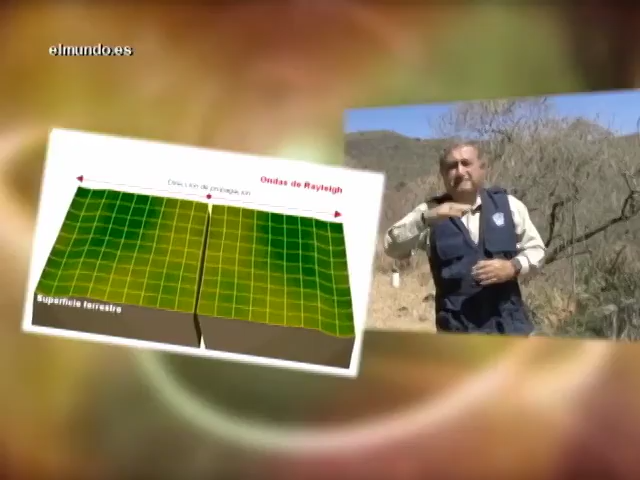 elmundo.es
Ondas de Rayleigh
Dirección de propagación
Superficie terrestre